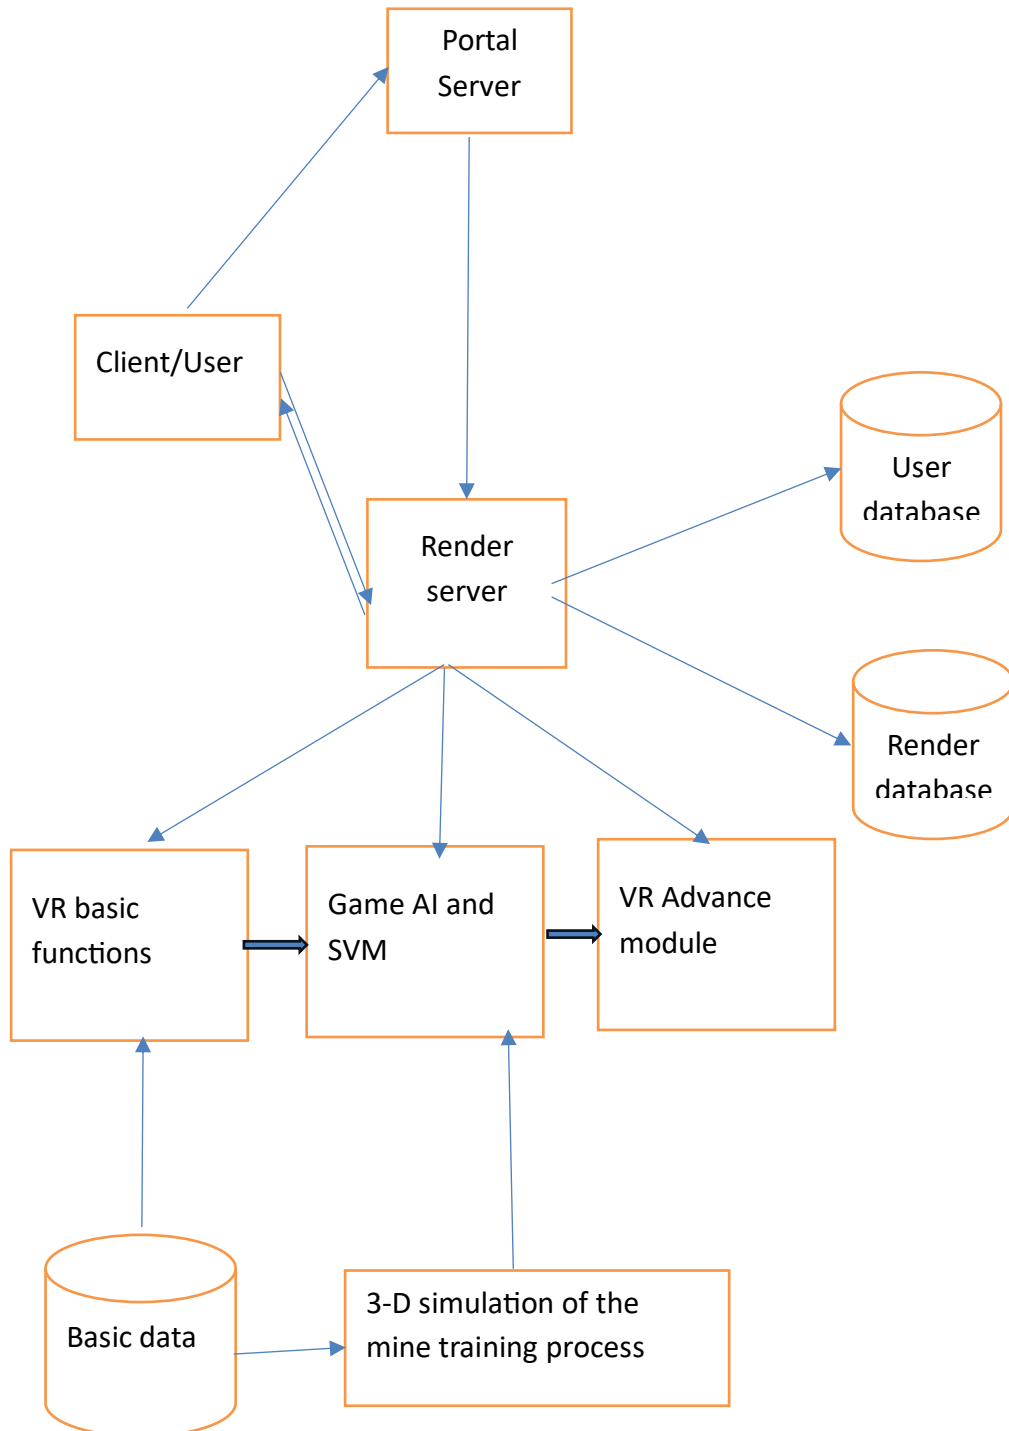 Portal
Server
Client/User
User
database
Render
server
Render
database
VR basic
functions
Game AI and
SVM
VR Advance
module
Basic data
3-D simulation of the
mine training process